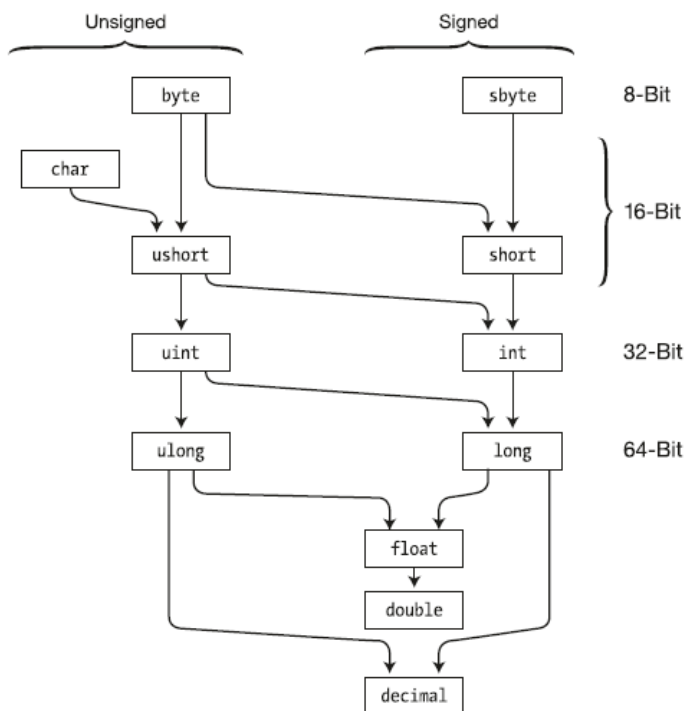 Unsigned Signed
byte sbyte 8-Bit
char
16-Bit
ushort short
uint int 32-Bit
ulong long 64-Bit
float
double
decimal